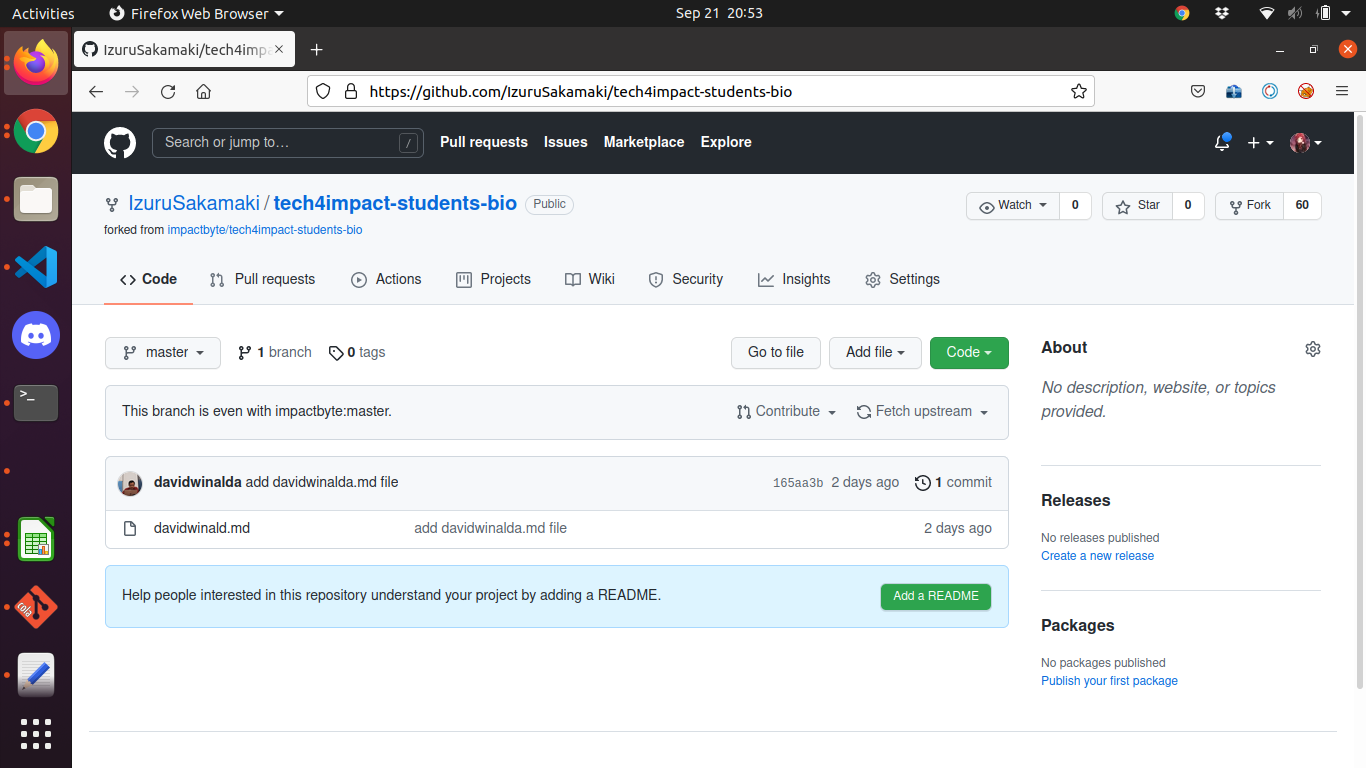 Activities Firefox Web Browser Sep 21 20:53
IzuruSakamaki/tech4imp
https://github.com/IzuruSakamaki/tech4impact-students-bio
Search or jump to… / Pull requests Issues Marketplace Explore
IzuruSakamaki / tech4impact-students-bio Public Watch 0 Star 0 Fork 60
forked from impactbyte/tech4impact-students-bio
Code Pull requests Actions Projects Wiki Security Insights Settings
master 1 branch 0 tags Go to file Add file Code
This branch is even with impactbyte:master. Contribute Fetch upstream
davidwinalda add davidwinalda.md file 165aa3b 2 days ago 1 commit
davidwinald.md add davidwinalda.md file 2 days ago
Help people interested in this repository understand your project by adding a README. Add a README
About
No description, website, or topics
provided.
Releases
No releases published
Create a new release
Packages
No packages published
Publish your first package
>_
cola